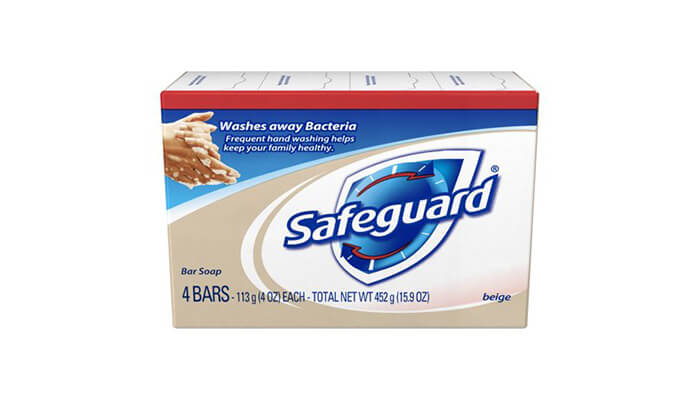 Washes away Bacteria
Frequent hand washing helps
keep your family healthy.
Safeguard®
Bar Soap
4 BARS - 113 g (4 OZ) EACH - TOTAL NET WT 452 g (15.9 OZ)
beige